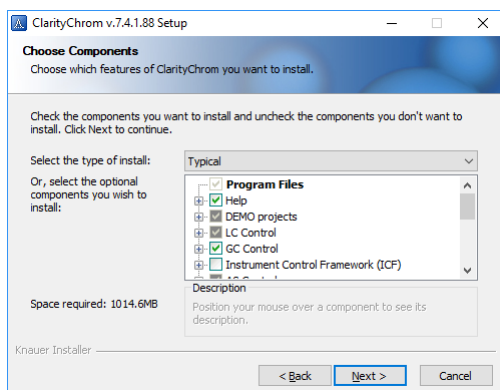 ClarityChrom v.7.4.1.88 Setup
Choose Components
Choose which features of ClarityChrom you want to install.
Check the components you want to install and uncheck the components you don't want to
install. Click Next to continue.
Select the type of install:
Typical
Or, select the optional
components you wish to
install:
Program Files
Help
DEMO projects
LC Control
GC Control
Instrument Control Framework (ICF)
Description
Position your mouse over a component to see its
description.
Space required: 1014.6MB
Knauer Installer
< Back
Next >
Cancel